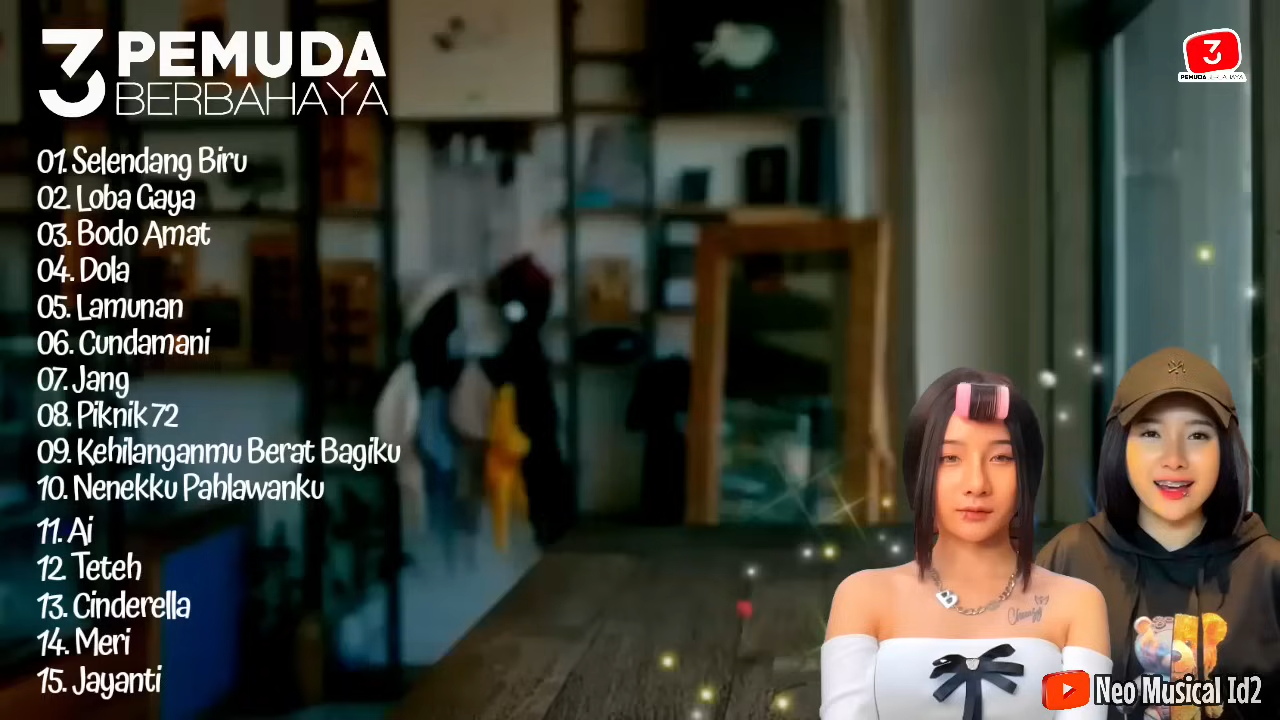 3 PEMUDA
BERBAHAYA
01. Selendang Biru
02. Loba Gaya
03. Bodo Amat
04. Dola
05. Lamunan
06. Cundamani
07. Jang
08. Piknik 72
09. Kehilanganmu Berat Bagiku
10. Nenekku Pahlawanku
11. Ai
12. Teteh
13. Cinderella
14. Meri
15. Jayanti
3
PEMUDA
B
Neo Musical Id2